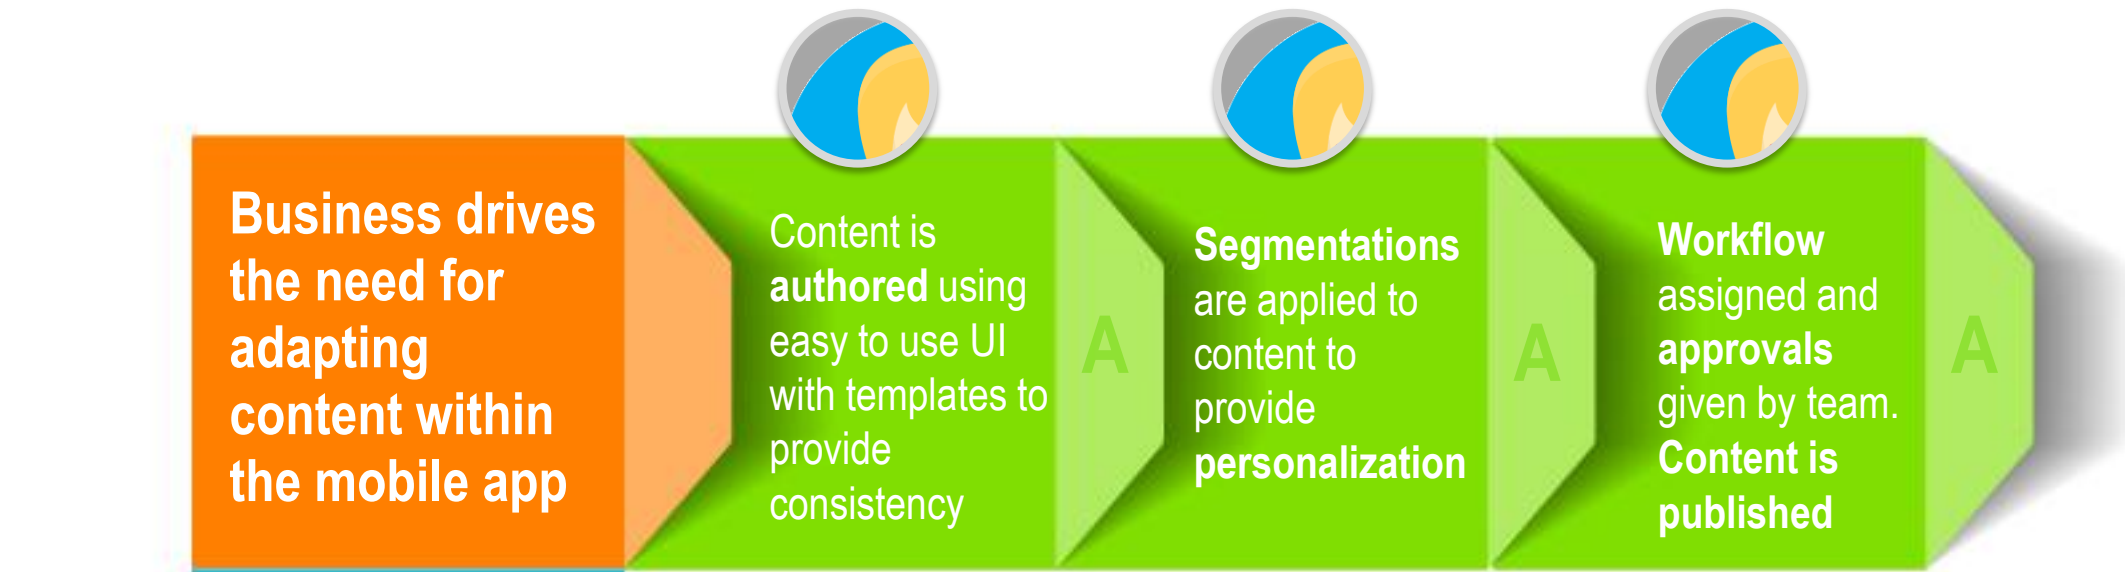 Business drives
the need for
adapting
content within
the mobile app
Content is
authored using
easy to use UI
with templates to
provide
consistency
A
Segmentations
are applied to
content to
provide
personalization
A
Workflow
assigned and
approvals
given by team.
Content is
published
A